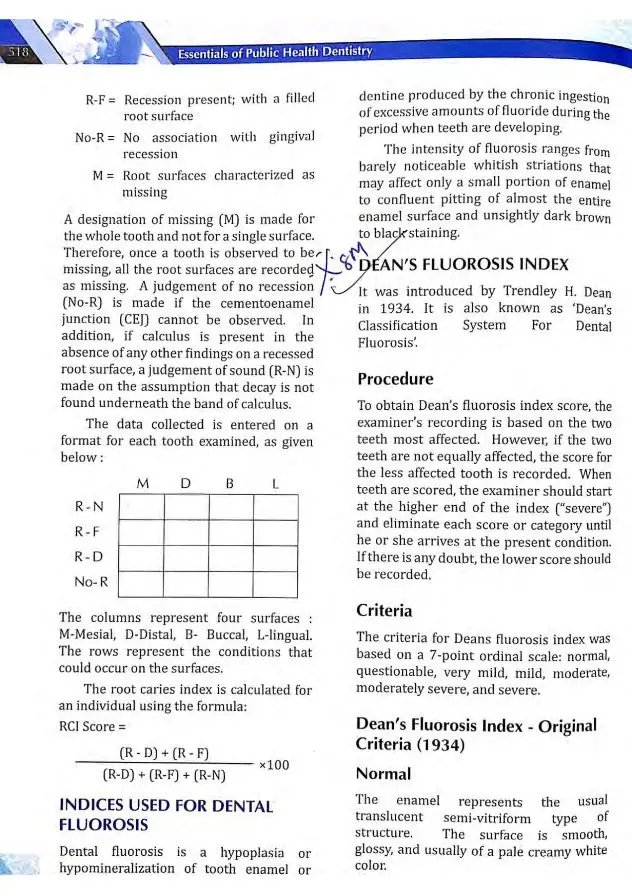 518
Essentials of Public Health Dentistry
R-F = Recession present; with a filled
root surface
No-R = No association with gingival
recession
M = Root surfaces characterized as
missing
A designation of missing (M) is made for
the whole tooth and not for a single surface.
Therefore, once a tooth is observed to be
missing, all the root surfaces are recorded
as missing. A judgement of no recession
(No-R) is made if the cementoenamel
junction (CEJ) cannot be observed. In
addition, if calculus is present in the
absence of any other findings on a recessed
root surface, a judgement of sound (R-N) is
made on the assumption that decay is not
found underneath the band of calculus.
The data collected is entered on a
format for each tooth examined, as given
below :
M D B L
R - N
R - F
R - D
No- R
The columns represent four surfaces :
M-Mesial, D-Distal, B- Buccal, L-lingual.
The rows represent the conditions that
could occur on the surfaces.
The root caries index is calculated for
an individual using the formula:
RCI Score =
(R - D) + (R - F)
×100
(R-D) + (R-F) + (R-N)
INDICES USED FOR DENTAL
FLUOROSIS
Dental fluorosis is a hypoplasia or
hypomineralization of tooth enamel or
dentine produced by the chronic ingestion
of excessive amounts of fluoride during the
period when teeth are developing.
The intensity of fluorosis ranges from
barely noticeable whitish striations that
may affect only a small portion of enamel
to confluent pitting of almost the entire
enamel surface and unsightly dark brown
to black staining.
8M
DEAN'S FLUOROSIS INDEX
It was introduced by Trendley H. Dean
in 1934. It is also known as 'Dean's
Classification System For Dental
Fluorosis'.
Procedure
To obtain Dean's fluorosis index score, the
examiner's recording is based on the two
teeth most affected. However, if the two
teeth are not equally affected, the score for
the less affected tooth is recorded. When
teeth are scored, the examiner should start
at the higher end of the index ("severe")
and eliminate each score or category until
he or she arrives at the present condition.
If there is any doubt, the lower score should
be recorded.
Criteria
The criteria for Deans fluorosis index was
based on a 7-point ordinal scale: normal,
questionable, very mild, mild, moderate,
moderately severe, and severe.
Dean's Fluorosis Index - Original
Criteria (1934)
Normal
The enamel represents the usual
translucent semi-vitriform type of
structure. The surface is smooth,
glossy, and usually of a pale creamy white
color.